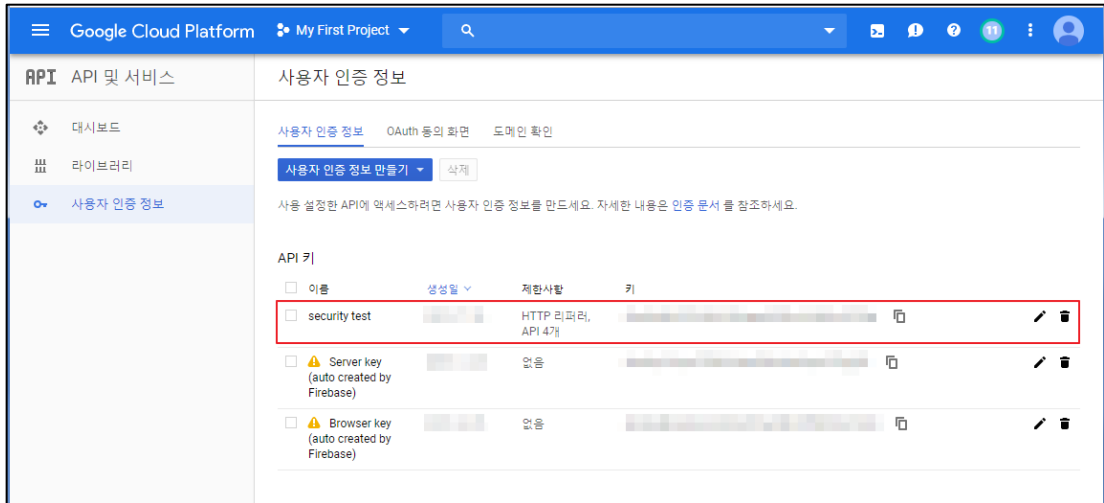 Google Cloud Platform My First Project 11
API API 및 서비스
사용자 인증 정보
대시보드
라이브러리
사용자 인증 정보
사용자 인증 정보 OAuth 동의 화면 도메인 확인
사용자 인증 정보 만들기 삭제
사용 설정한 API에 액세스하려면 사용자 인증 정보를 만드세요. 자세한 내용은 인증 문서 를 참조하세요.
API 키
이름 생성일 제한사항 키
security test HTTP 리퍼러,
API 4개
Server key 없음
(auto created by
Firebase)
Browser key 없음
(auto created by
Firebase)